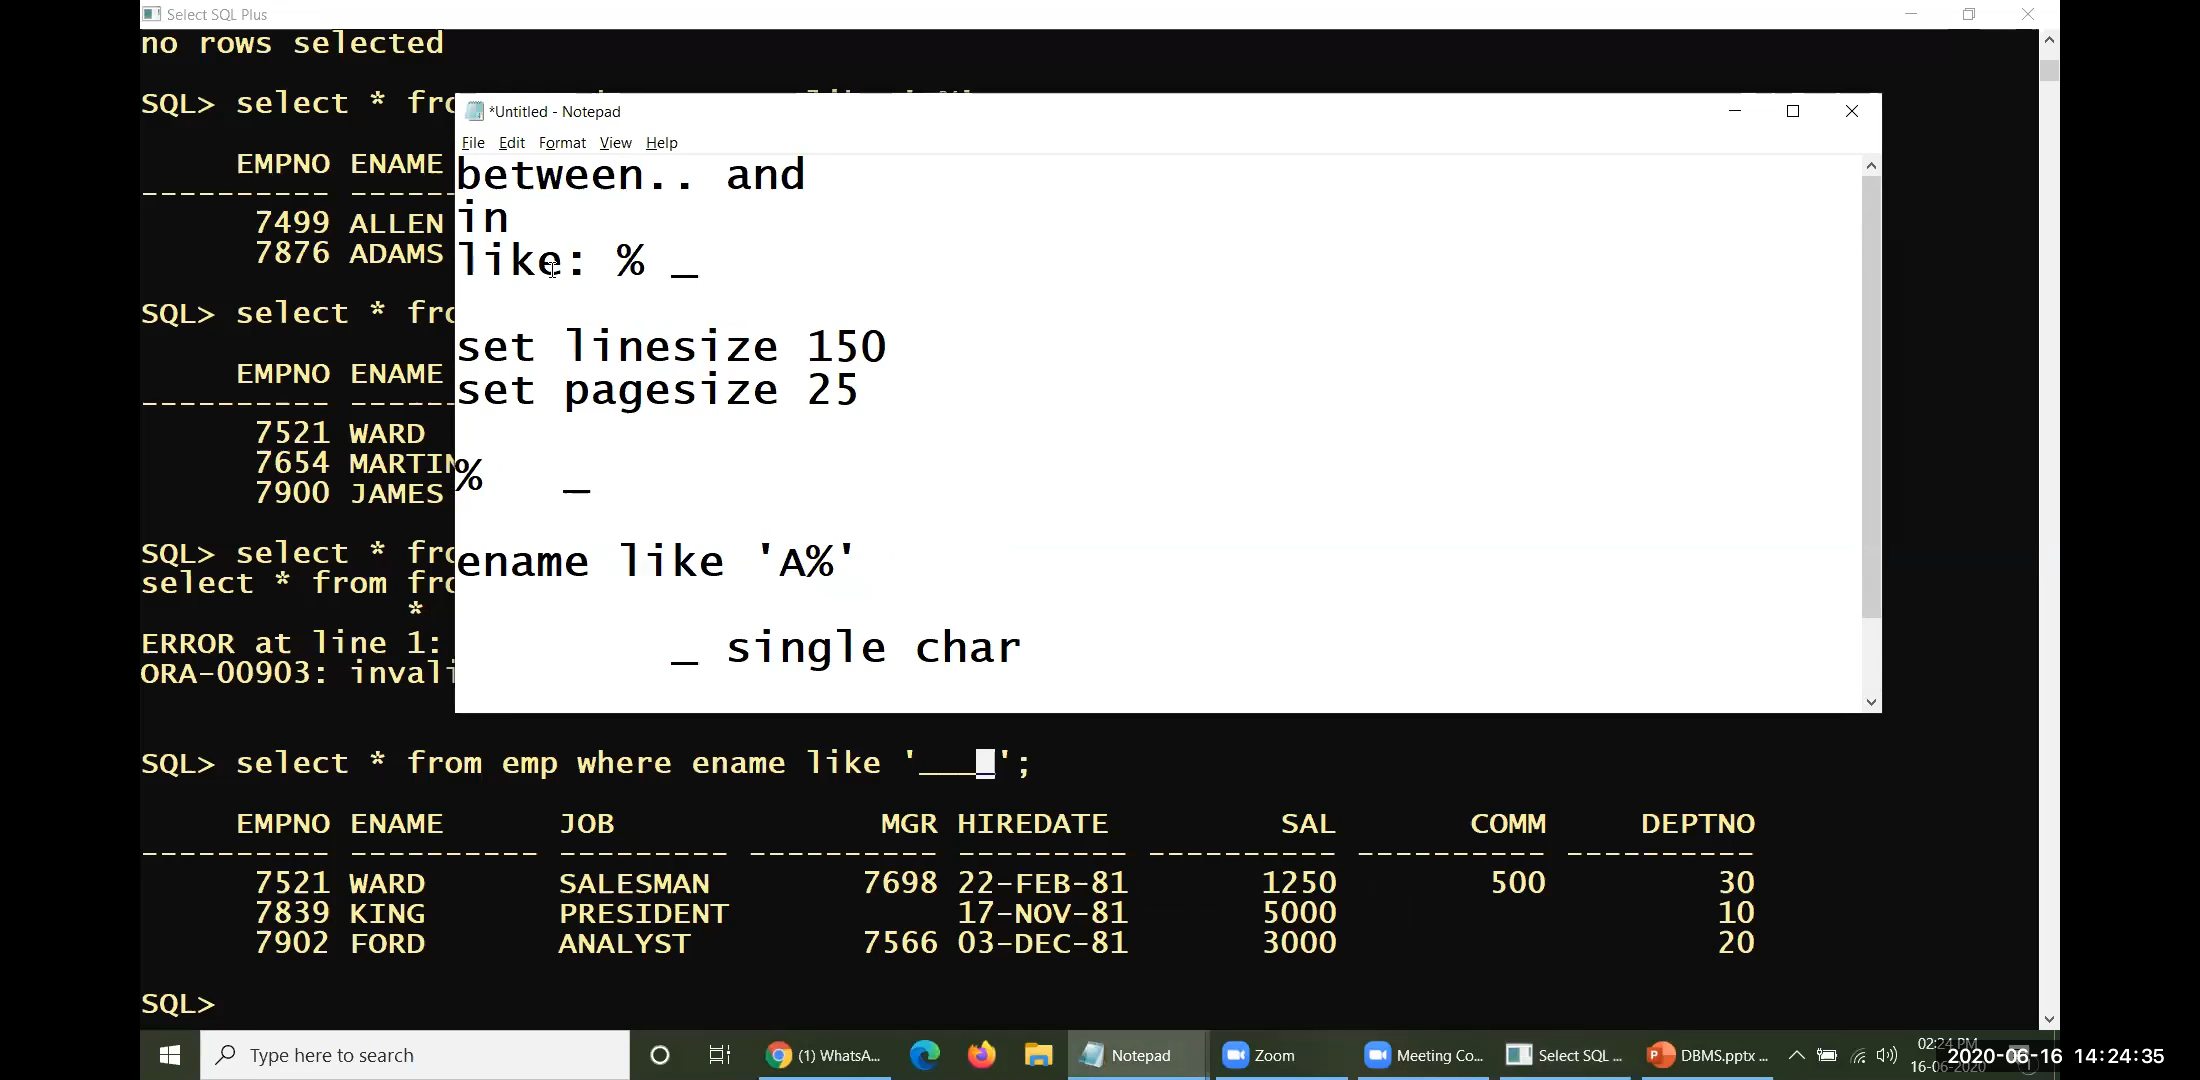 Select SQL Plus
no rows selected
SQL> select * fro
*Untitled - Notepad
File Edit Format View Help
EMPNO ENAME
---------- -----
7499 ALLEN
7876 ADAMS
between.. and
in
like: % _
SQL> select * fro
set linesize 150
set pagesize 25
EMPNO ENAME
---------- -----
7521 WARD
7654 MARTIN
7900 JAMES
% _
SQL> select * fro
select * from fro
*
ERROR at line 1:
ORA-00903: invali
ename like 'A%'
_ single char
SQL> select * from emp where ename like '____';
EMPNO ENAME JOB MGR HIREDATE SAL COMM DEPTNO
---------- ---------- --------- ---------- --------- ---------- ---------- ----------
7521 WARD SALESMAN 7698 22-FEB-81 1250 500 30
7839 KING PRESIDENT 17-NOV-81 5000 10
7902 FORD ANALYST 7566 03-DEC-81 3000 20
SQL>
Type here to search
(1) WhatsA...
Notepad
Zoom
Meeting Co...
Select SQL ...
DBMS.pptx ...
02:24 PM
16-06-2020
2020-06-16 14:24:35